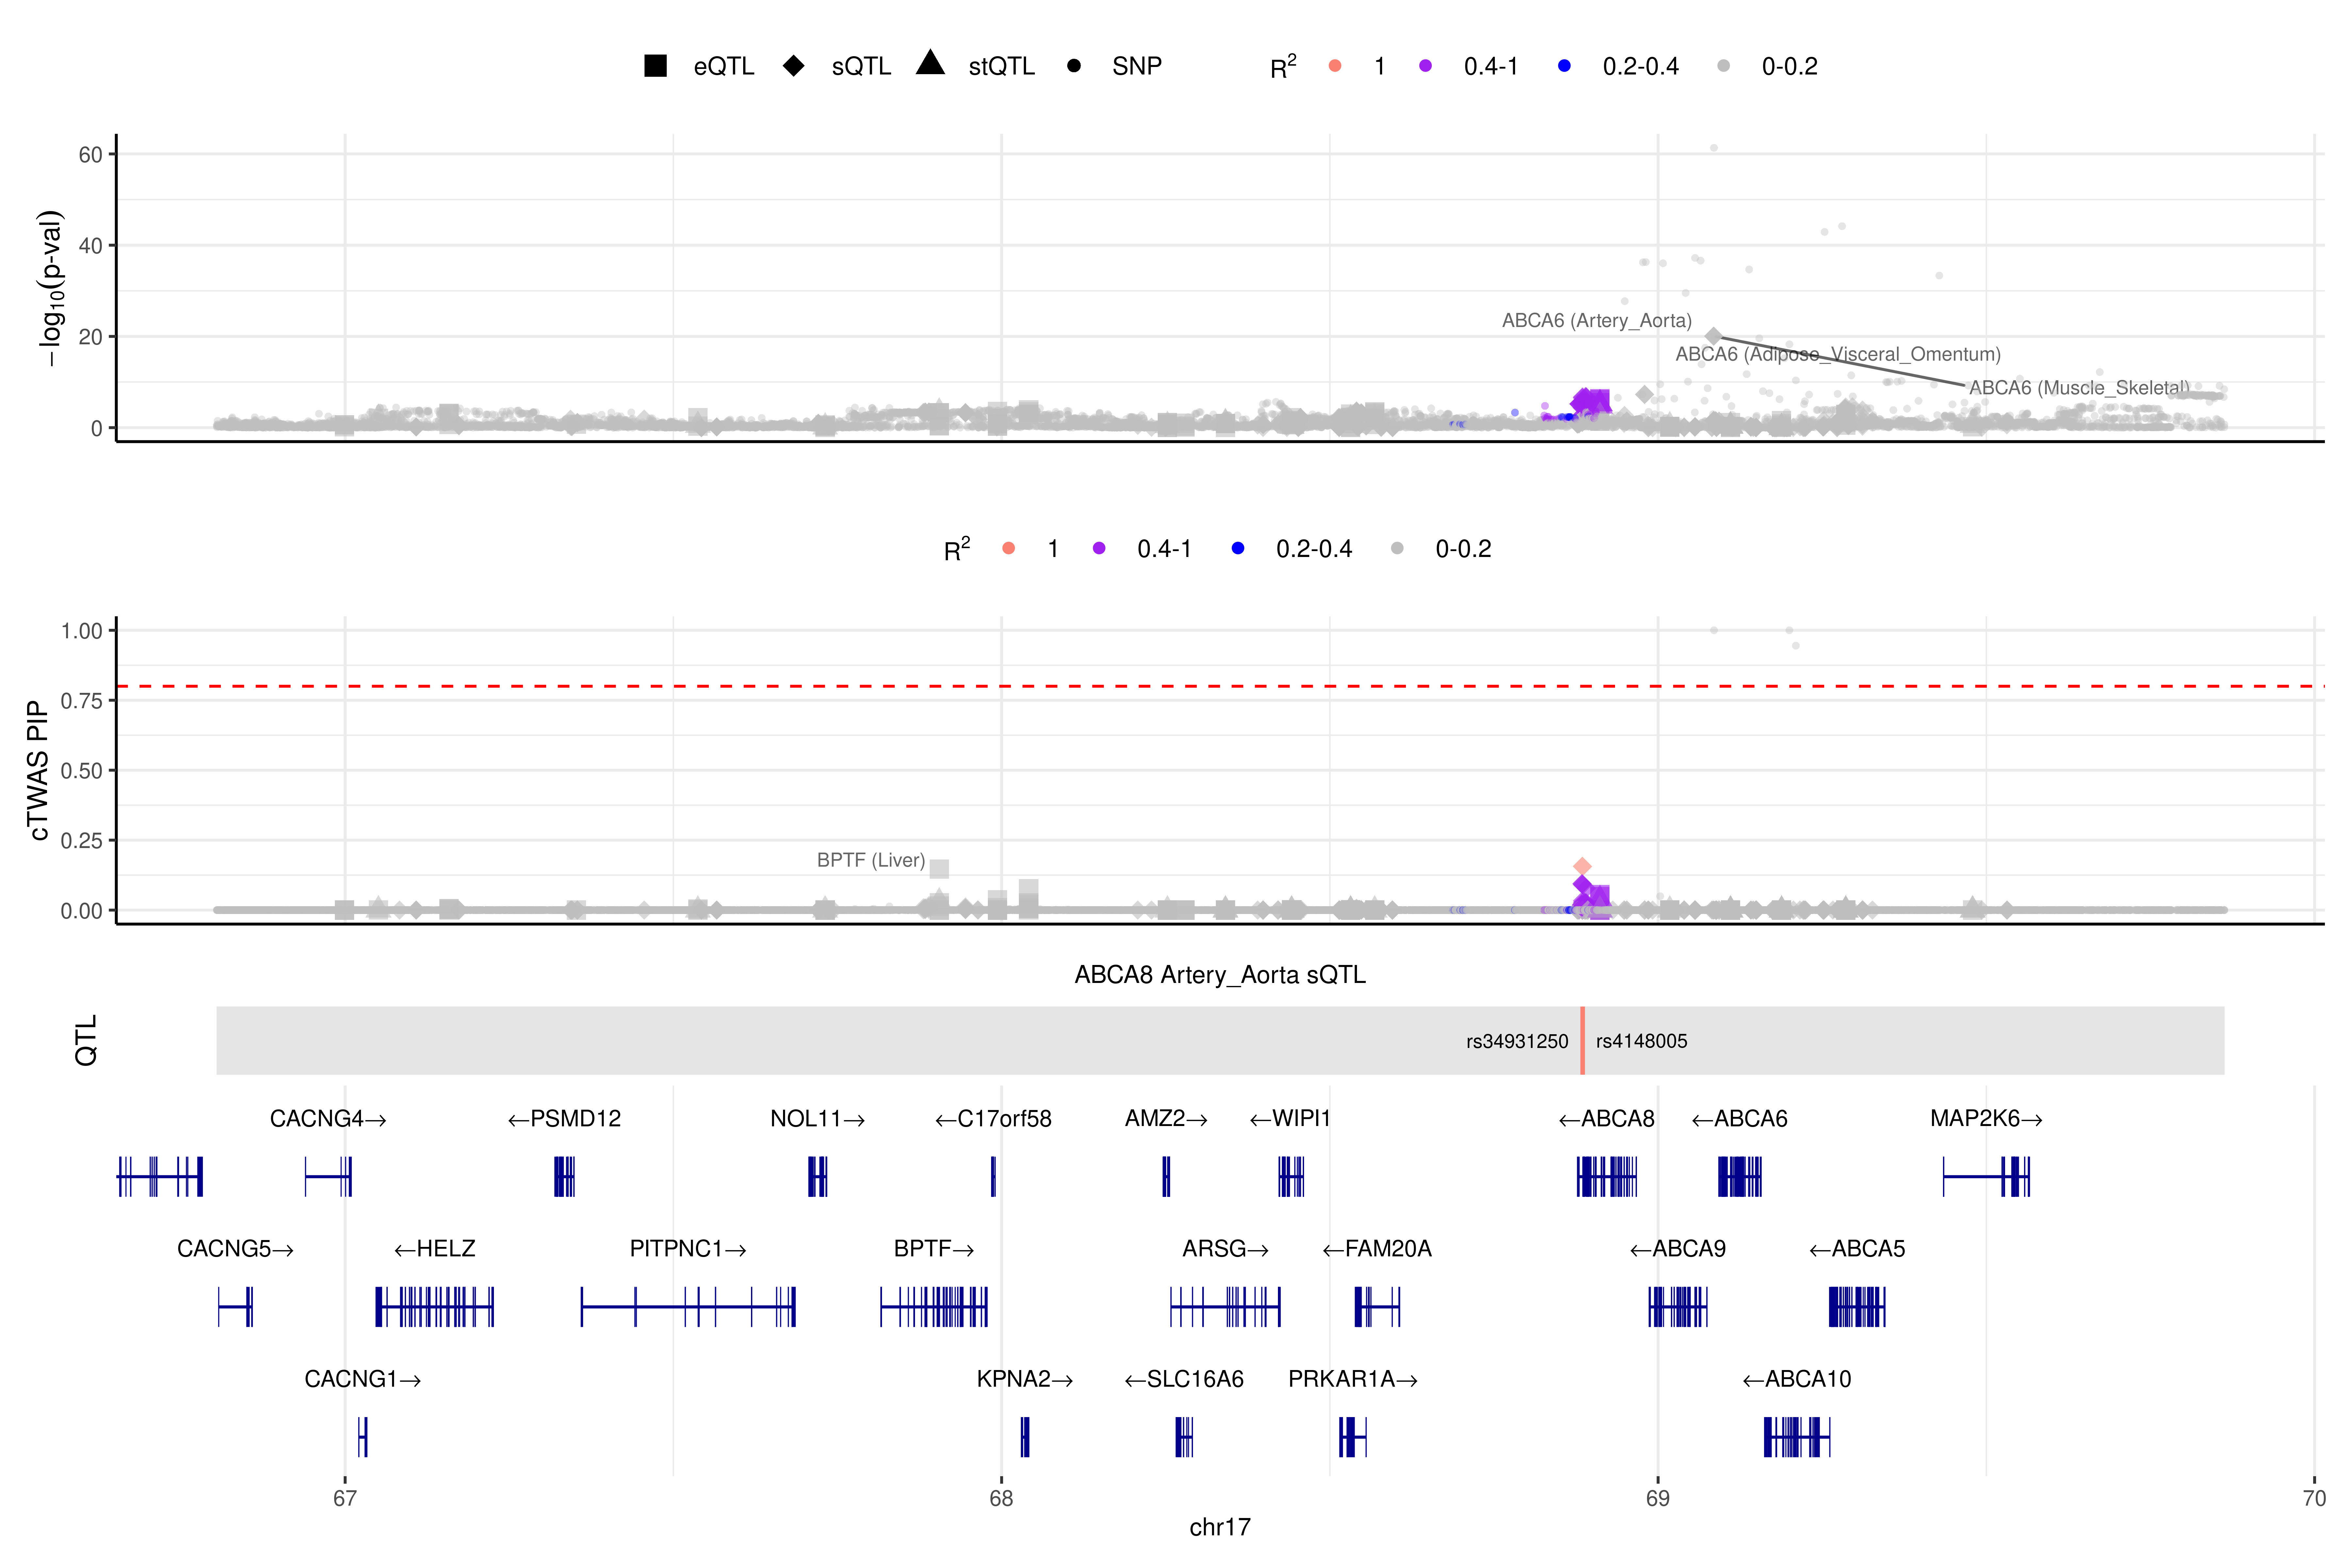 eQTL sQTL stQTL SNP R2 1 0.4-1 0.2-0.4 0-0.2
−log10(p-val)
60
40
20
0
ABCA6 (Artery_Aorta)
ABCA6 (Adipose_Visceral_Omentum)
ABCA6 (Muscle_Skeletal)
R2 1 0.4-1 0.2-0.4 0-0.2
cTWAS PIP
1.00
0.75
0.50
0.25
0.00
BPTF (Liver)
ABCA8 Artery_Aorta sQTL
QTL
rs34931250 rs4148005
CACNG4→ ←PSMD12 NOL11→ ←C17orf58 AMZ2→ ←WIPI1 ←ABCA8 ←ABCA6 MAP2K6→
CACNG5→ ←HELZ PITPNC1→ BPTF→ ARSG→ ←FAM20A ←ABCA9 ←ABCA5
CACNG1→ KPNA2→ ←SLC16A6 PRKAR1A→ ←ABCA10
67 68 69 70
chr17